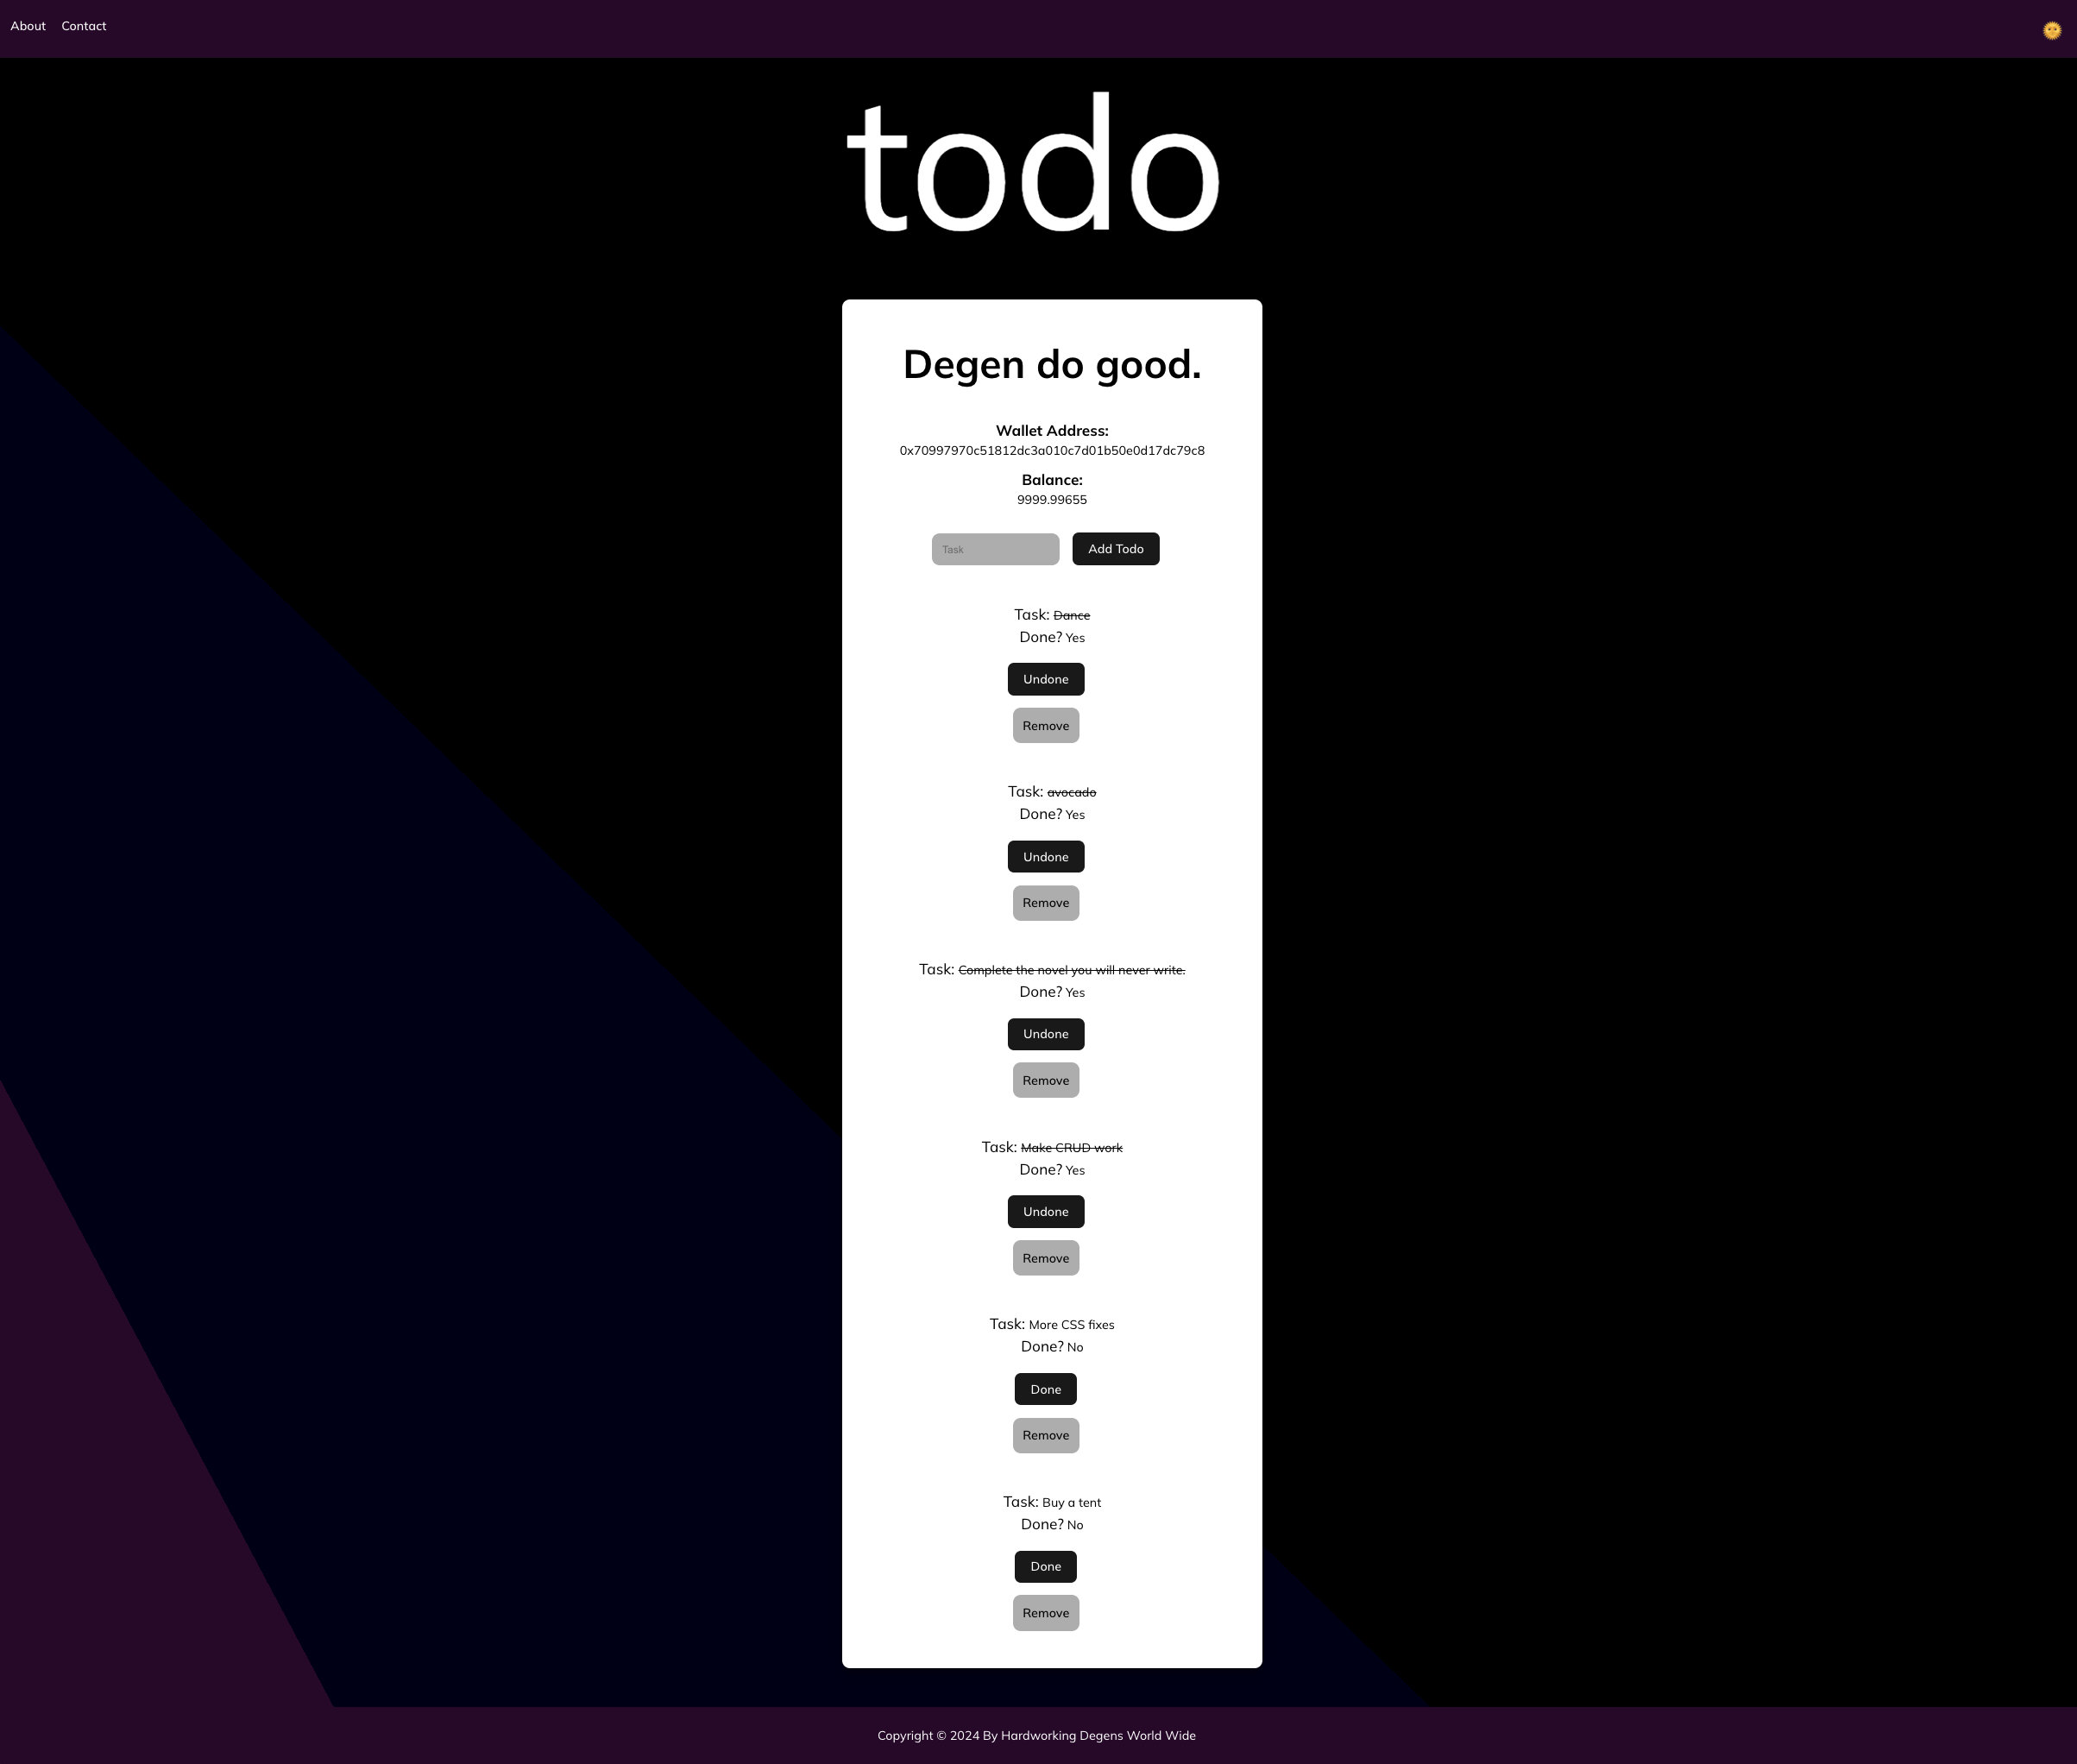 About Contact
todo
Degen do good.
Wallet Address:
0x70997970c51812dc3a010c7d01b50e0d17dc79c8
Balance:
9999.99655
Task Add Todo
Task: Dance
Done? Yes
Undone
Remove
Task: avocado
Done? Yes
Undone
Remove
Task: Complete the novel you will never write.
Done? Yes
Undone
Remove
Task: Make CRUD work
Done? Yes
Undone
Remove
Task: More CSS fixes
Done? No
Done
Remove
Task: Buy a tent
Done? No
Done
Remove
Copyright © 2024 By Hardworking Degens World Wide